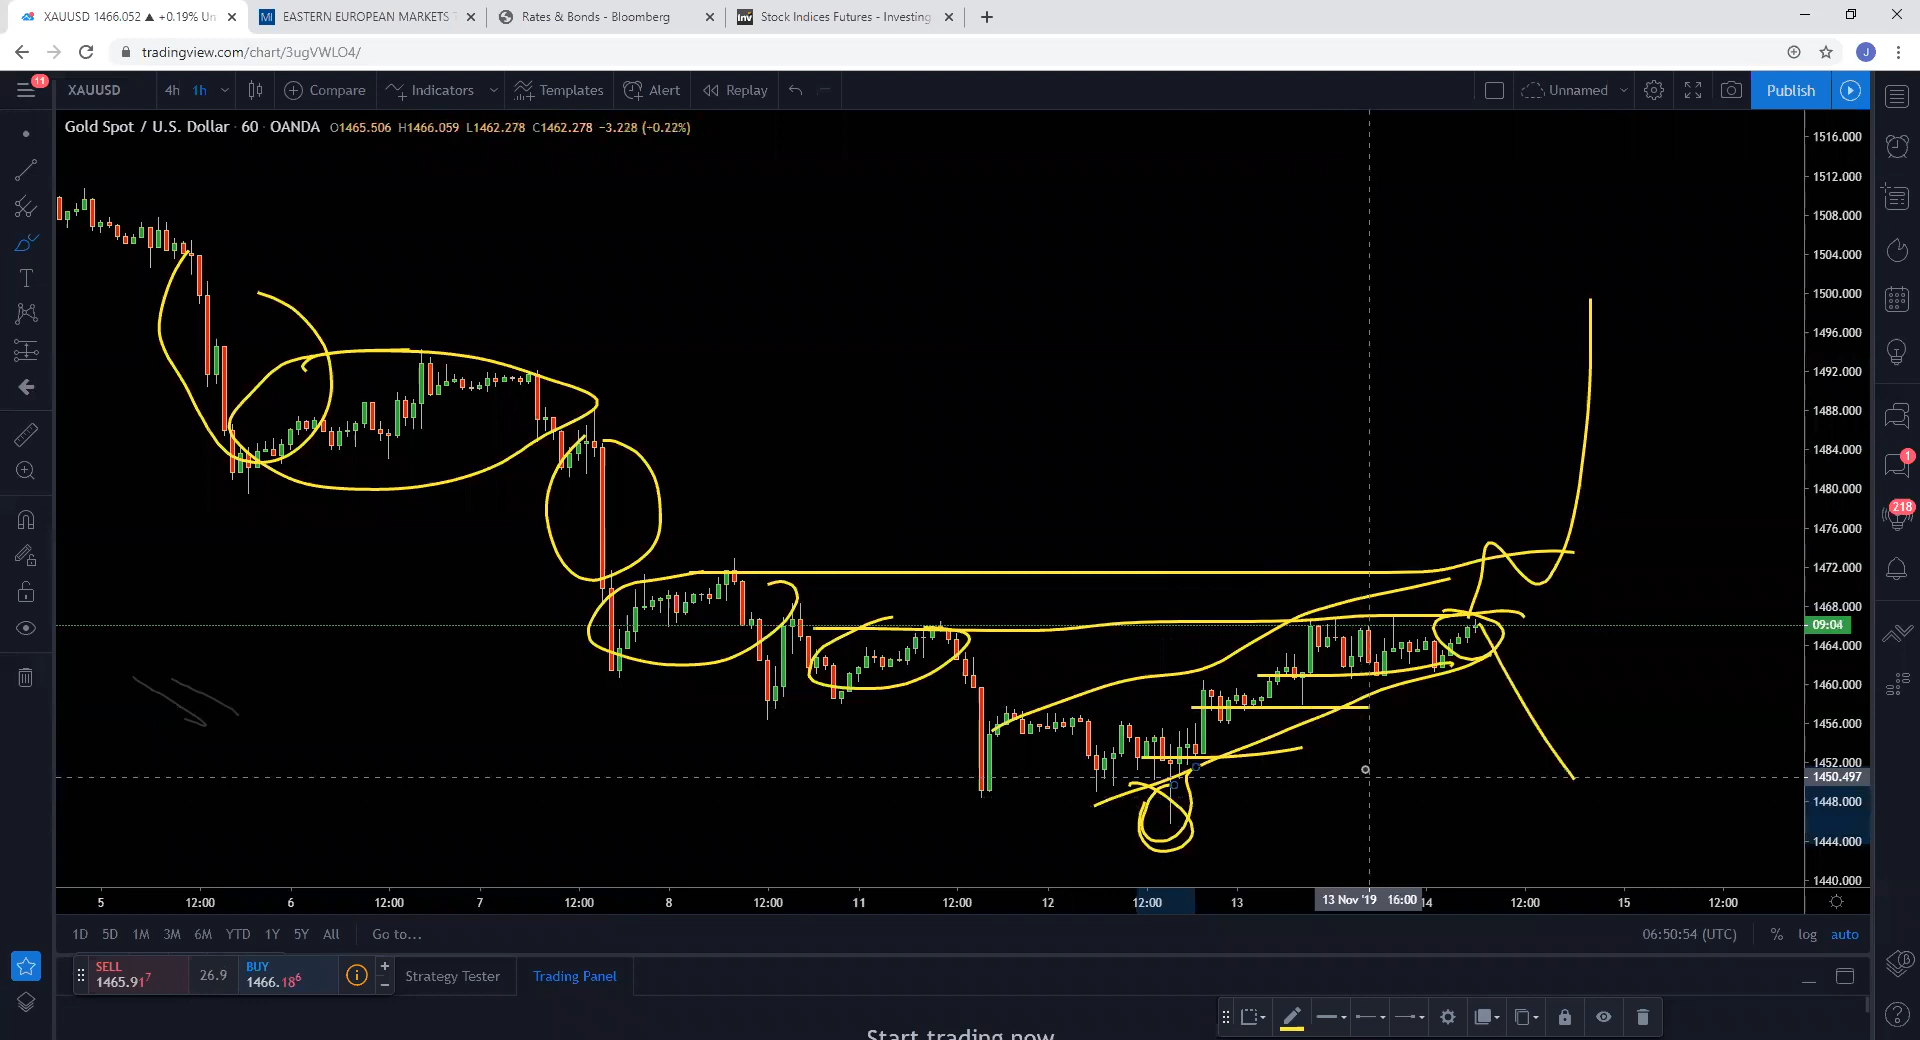 XAUUSD 1466.052 ▲ +0.19% Un
EASTERN EUROPEAN MARKETS
Rates & Bonds - Bloomberg
Inv
Stock Indices Futures - Investing
tradingview.com/chart/3ugVWLO4/
J
11
XAUUSD
4h 1h
Compare
Indicators
Templates
Alert
Replay
Unnamed
Publish
Gold Spot / U.S. Dollar · 60 · OANDA O1465.506 H1466.059 L1462.278 C1462.278 −3.228 (−0.22%)
1516.000
1512.000
1508.000
1504.000
1500.000
1496.000
1492.000
1488.000
1484.000
1480.000
1476.000
1472.000
1468.000
09:04
1464.000
1460.000
1456.000
1452.000
1450.497
1448.000
1444.000
1440.000
1
218
5 12:00 6 12:00 7 12:00 8 12:00 11 12:00 12 12:00 13 13 Nov '19 16:00 14 12:00 15 12:00
1D 5D 1M 3M 6M YTD 1Y 5Y All Go to...
06:50:54 (UTC) % log auto
SELL
1465.917
26.9
BUY
1466.186
Strategy Tester
Trading Panel
Start trading now